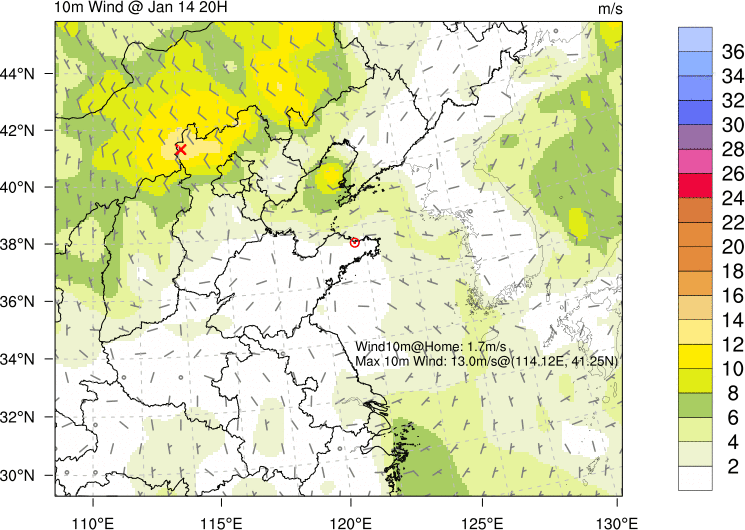 10m Wind @ Jan 14 20H
m/s
44°N
42°N
40°N
38°N
36°N
34°N
32°N
30°N
110°E
115°E
120°E
125°E
130°E
Wind10m@Home: 1.7m/s
Max 10m Wind: 13.0m/s@(114.12E, 41.25N)
36
34
32
30
28
26
24
22
20
18
16
14
12
10
8
6
4
2